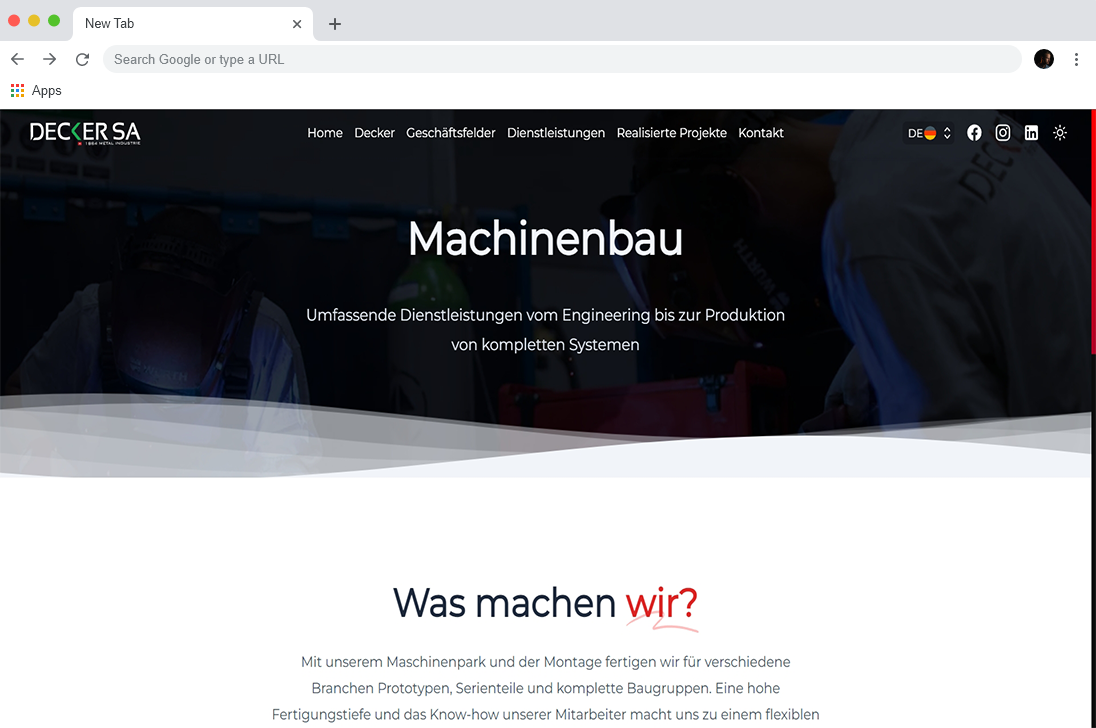 New Tab
Search Google or type a URL
Apps
DECKER SA
1884 METAL INDUSTRIE
Home Decker Geschäftsfelder Dienstleistungen Realisierte Projekte Kontakt
DE
DECK
WURTH
Machinenbau
Umfassende Dienstleistungen vom Engineering bis zur Produktion
von kompletten Systemen
Was machen wir?
Mit unserem Maschinenpark und der Montage fertigen wir für verschiedene
Branchen Prototypen, Serienteile und komplette Baugruppen. Eine hohe
Fertigungstiefe und das Know-how unserer Mitarbeiter macht uns zu einem flexiblen